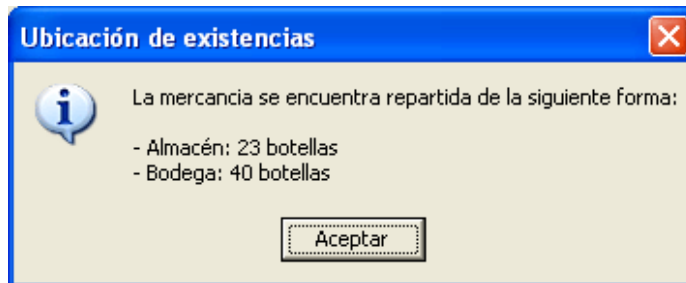 Ubicación de existencias
La mercancia se encuentra repartida de la siguiente forma:
- Almacén: 23 botellas
- Bodega: 40 botellas
Aceptar